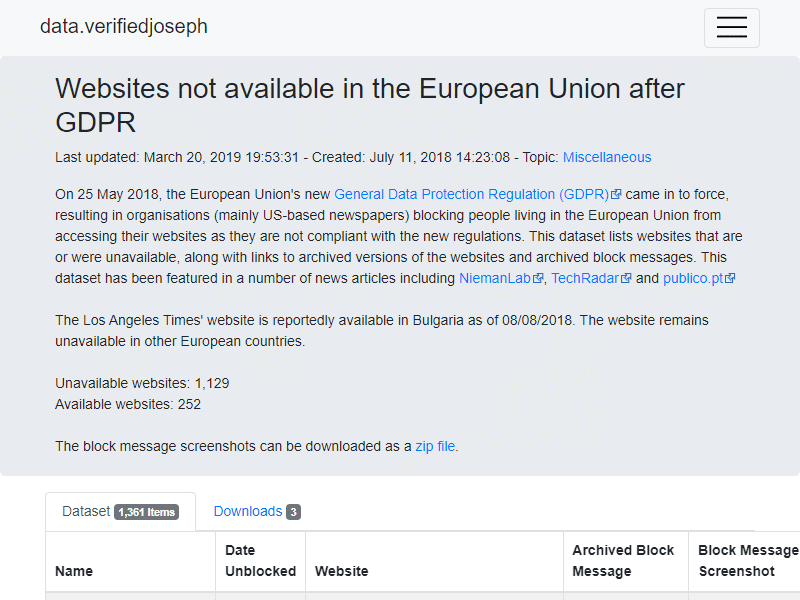 data.verifiedjoseph
Websites not available in the European Union after
GDPR
Last updated: March 20, 2019 19:53:31 - Created: July 11, 2018 14:23:08 - Topic: Miscellaneous
On 25 May 2018, the European Union's new General Data Protection Regulation (GDPR) came in to force,
resulting in organisations (mainly US-based newspapers) blocking people living in the European Union from
accessing their websites as they are not compliant with the new regulations. This dataset lists websites that are
or were unavailable, along with links to archived versions of the websites and archived block messages. This
dataset has been featured in a number of news articles including NiemanLab, TechRadar and publico.pt
The Los Angeles Times' website is reportedly available in Bulgaria as of 08/08/2018. The website remains
unavailable in other European countries.
Unavailable websites: 1,129
Available websites: 252
The block message screenshots can be downloaded as a zip file.
Dataset 1,361 Items Downloads 3
Name
Date
Unblocked
Website
Archived Block
Message
Block Message
Screenshot